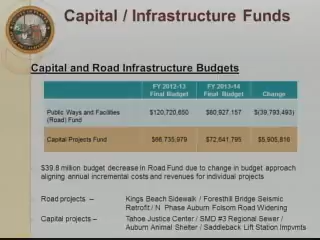 Capital / Infrastructure Funds
Capital and Road Infrastructure Budgets
FY 2012-13 Final Budget FY 2013-14 Final Budget Change
Public Ways and Facilities (Road) Fund $120,720,650 $80,927,157 $(39,793,493)
Capital Projects Fund $66,735,979 $72,641,795 $5,905,816
$39.8 million budget decrease in Road Fund due to change in budget approach
aligning annual incremental costs and revenues for individual projects
Road projects – Kings Beach Sidewalk / Foresthill Bridge Seismic
Retrofit / N Phase Auburn Folsom Road Widening
Capital projects – Tahoe Justice Center / SMD #3 Regional Sewer /
Auburn Animal Shelter / Saddleback Lift Station Impvmts